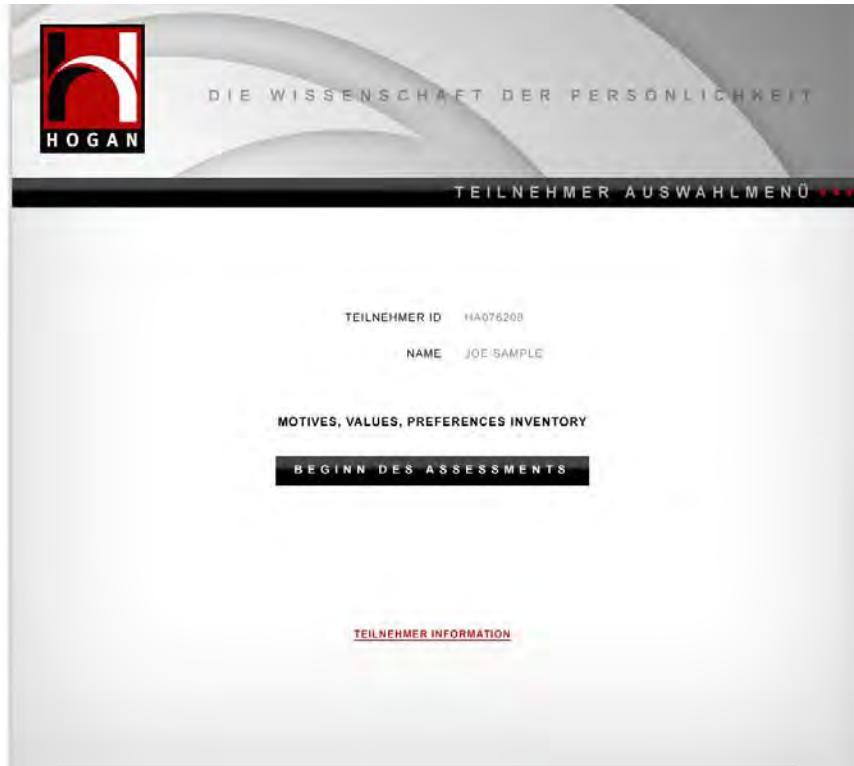 HOGAN
DIE WISSENSCHAFT DER PERSÖNLICHKEIT
TEILNEHMER AUSWAHLMENÜ
TEILNEHMER ID HA076208
NAME JOE SAMPLE
MOTIVES, VALUES, PREFERENCES INVENTORY
BEGINN DES ASSESSMENTS
TEILNEHMER INFORMATION